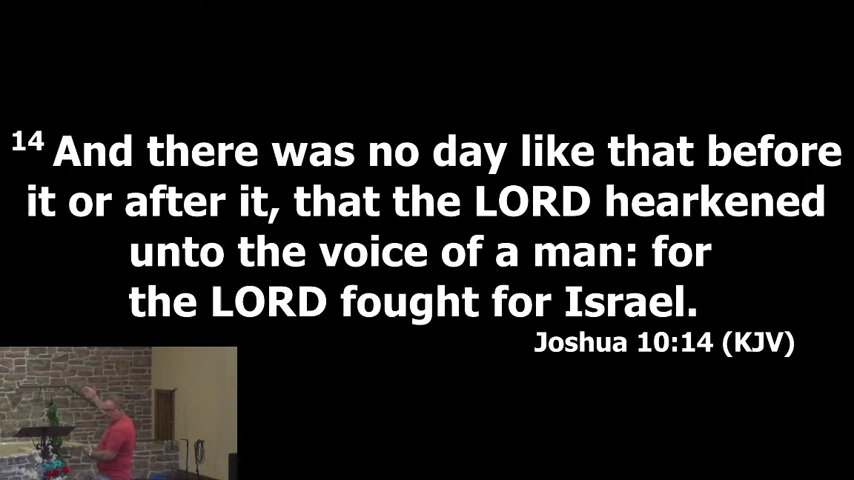 14 And there was no day like that before
it or after it, that the LORD hearkened
unto the voice of a man: for
the LORD fought for Israel.
Joshua 10:14 (KJV)